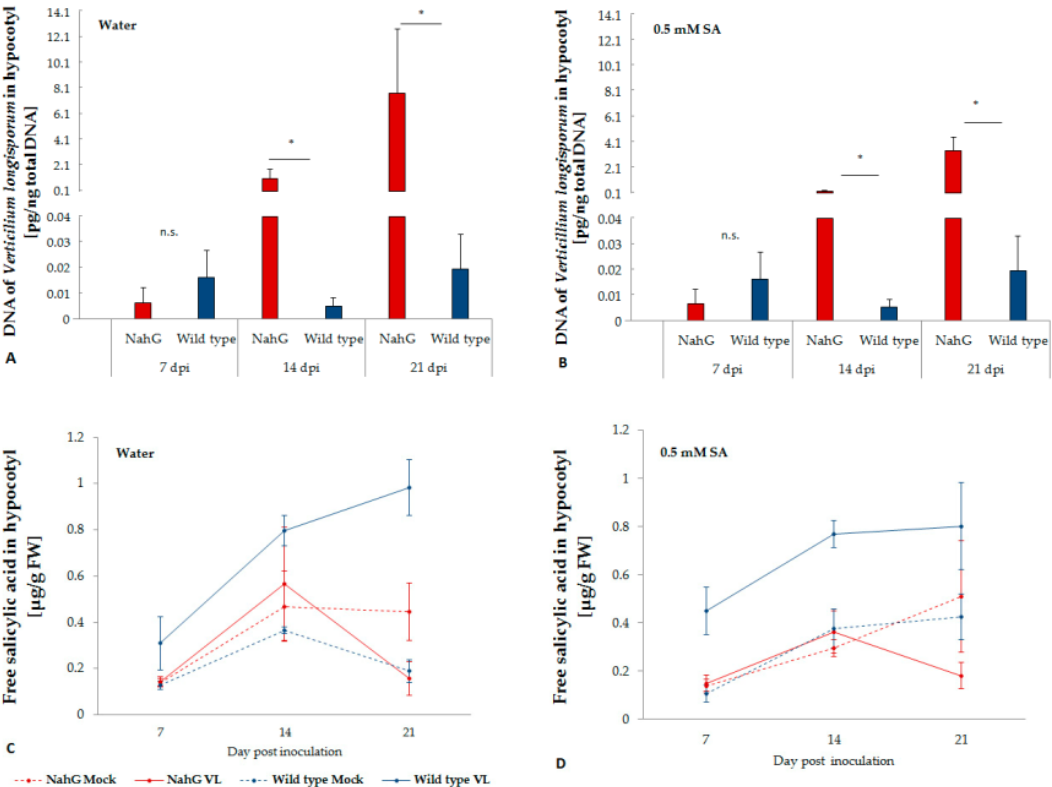 DNA of Verticilium longisporum in hypocotyl
[pg/ng total DNA]
14.1
12.1
10.1
8.1
6.1
4.1
2.1
0.1
0.04
0.03
0.02
0.01
0
Water
n.s.
*
*
NahG Wild type NahG Wild type NahG Wild type
7 dpi 14 dpi 21 dpi
A
DNA of Verticillium longisporum in hypocotyl
[pg/ng total DNA]
14.1
12.1
10.1
8.1
6.1
4.1
2.1
0.1
0.04
0.03
0.02
0.01
0
0.5 mM SA
n.s.
*
*
NahG Wild type NahG Wild type NahG Wild type
7 dpi 14 dpi 21 dpi
B
Free salicylic acid in hypocotyl
[µg/g FW]
1.2
1
0.8
0.6
0.4
0.2
0
Water
7 14 21
Day post inoculation
C
Free salicylic acid in hypocotyl
[µg/g FW]
1.2
1
0.8
0.6
0.4
0.2
0
0.5 mM SA
7 14 21
Day post inoculation
D
NahG Mock NahG VL Wild type Mock Wild type VL